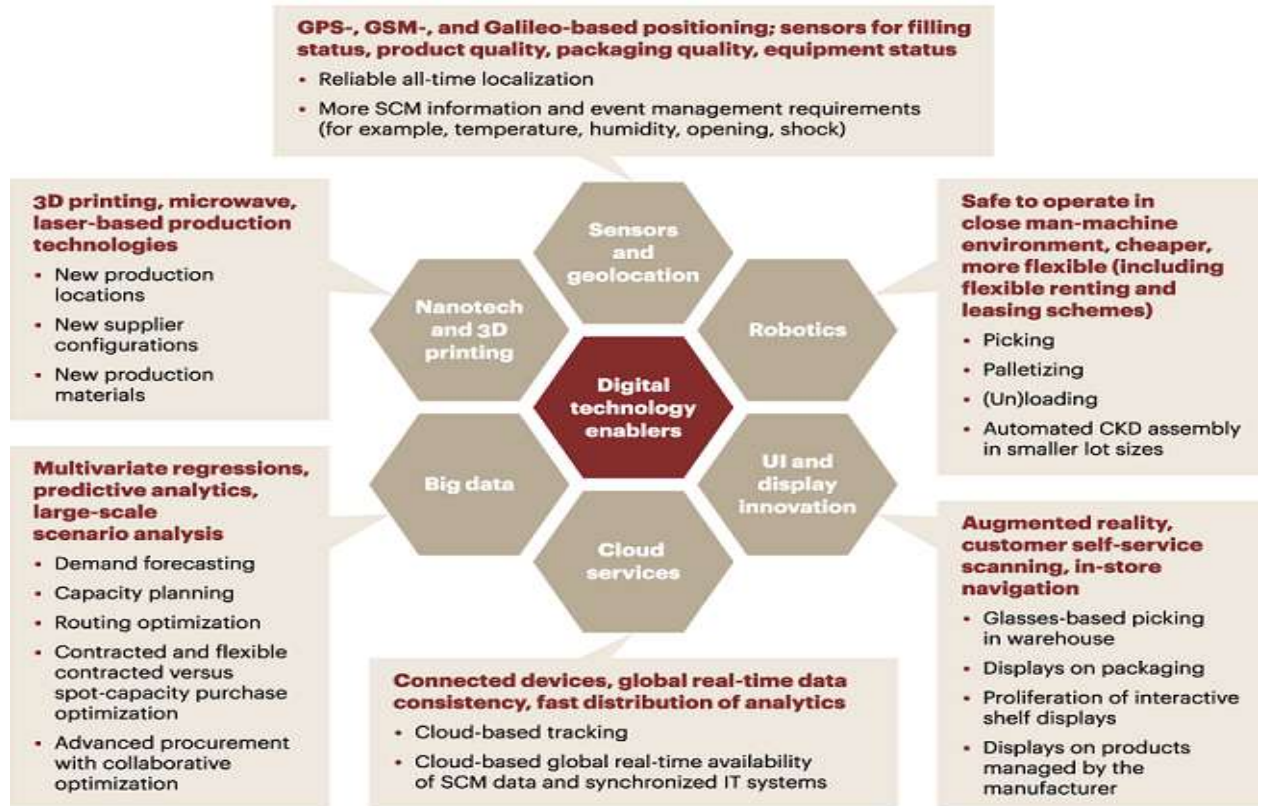 GPS-, GSM-, and Galileo-based positioning; sensors for filling
status, product quality, packaging quality, equipment status
• Reliable all-time localization
• More SCM information and event management requirements
(for example, temperature, humidity, opening, shock)
3D printing, microwave,
laser-based production
technologies
• New production
locations
• New supplier
configurations
• New production
materials
Sensors
and
geolocation
Nanotech
and 3D
printing
Robotics
Digital
technology
enablers
Big data
UI and
display
innovation
Cloud
services
Safe to operate in
close man-machine
environment, cheaper,
more flexible (including
flexible renting and
leasing schemes)
• Picking
• Palletizing
• (Un)loading
• Automated CKD assembly
in smaller lot sizes
Multivariate regressions,
predictive analytics,
large-scale
scenario analysis
• Demand forecasting
• Capacity planning
• Routing optimization
• Contracted and flexible
contracted versus
spot-capacity purchase
optimization
• Advanced procurement
with collaborative
optimization
Connected devices, global real-time data
consistency, fast distribution of analytics
• Cloud-based tracking
• Cloud-based global real-time availability
of SCM data and synchronized IT systems
Augmented reality,
customer self-service
scanning, in-store
navigation
• Glasses-based picking
in warehouse
• Displays on packaging
• Proliferation of interactive
shelf displays
• Displays on products
managed by the
manufacturer